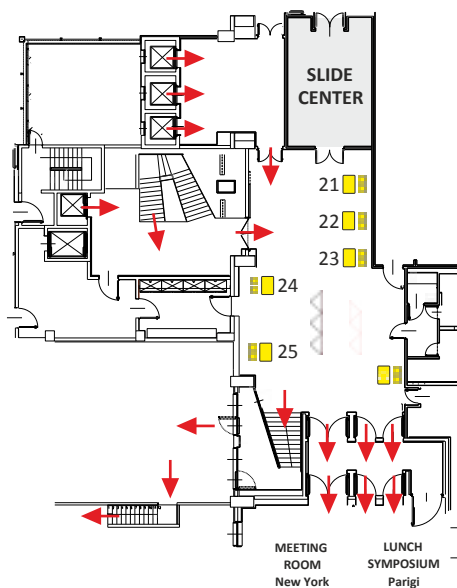 SLIDE
CENTER
21
22
23
24
25
MEETING
ROOM
New York
LUNCH
SYMPOSIUM
Parigi